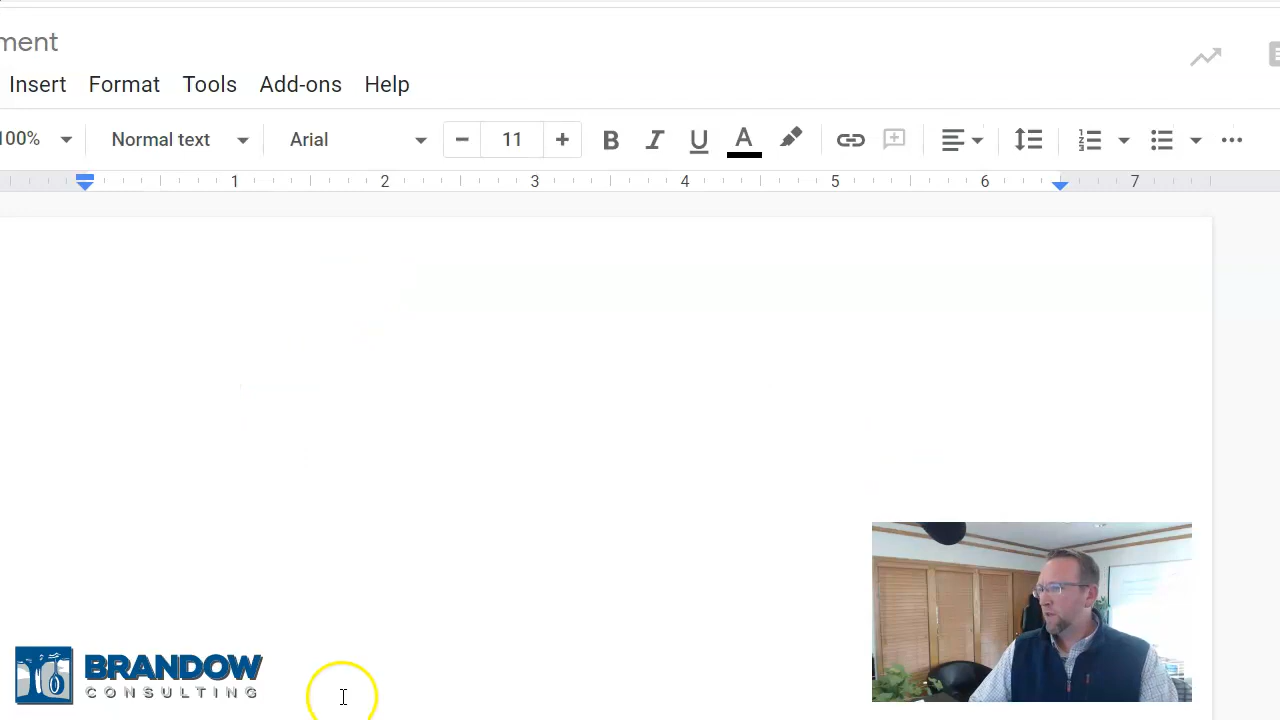 ment
Insert Format Tools Add-ons Help
100% Normal text Arial 11 B I U A
1 2 3 4 5 6 7
BRANDOW
CONSULTING